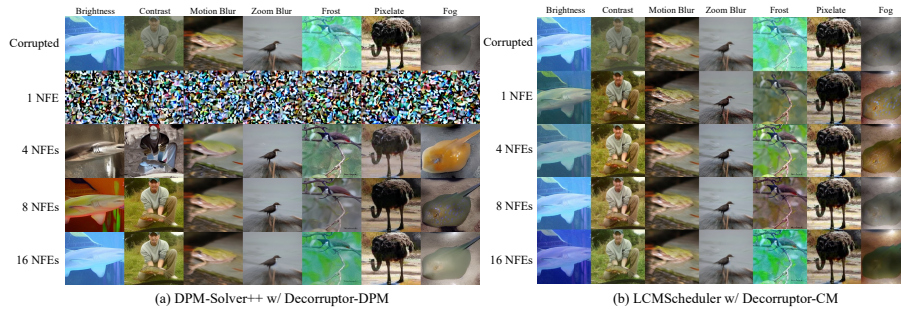 Brightness Contrast Motion Blur Zoom Blur Frost Pixelate Fog
Corrupted
1 NFE
4 NFEs
8 NFEs
16 NFEs
(a) DPM-Solver++ w/ Decorruptor-DPM
Brightness Contrast Motion Blur Zoom Blur Frost Pixelate Fog
Corrupted
1 NFE
4 NFEs
8 NFEs
16 NFEs
(b) LCMScheduler w/ Decorruptor-CM